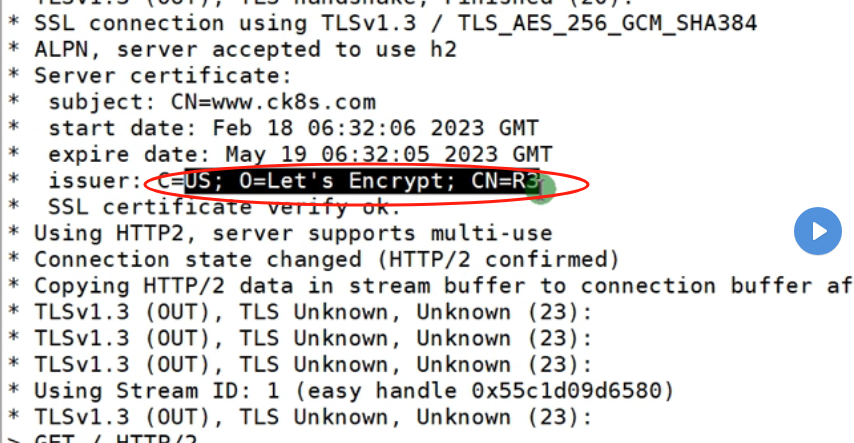 * TLSv1.3 (OUT), TLS handshake, Finished (20):
* SSL connection using TLSv1.3 / TLS_AES_256_GCM_SHA384
* ALPN, server accepted to use h2
* Server certificate:
*  subject: CN=www.ck8s.com
*  start date: Feb 18 06:32:06 2023 GMT
*  expire date: May 19 06:32:05 2023 GMT
*  issuer: C=US; O=Let's Encrypt; CN=R3
*  SSL certificate verify ok.
* Using HTTP2, server supports multi-use
* Connection state changed (HTTP/2 confirmed)
* Copying HTTP/2 data in stream buffer to connection buffer af
* TLSv1.3 (OUT), TLS Unknown, Unknown (23):
* TLSv1.3 (OUT), TLS Unknown, Unknown (23):
* TLSv1.3 (OUT), TLS Unknown, Unknown (23):
* Using Stream ID: 1 (easy handle 0x55c1d09d6580)
* TLSv1.3 (OUT), TLS Unknown, Unknown (23):
> GET / HTTP/2